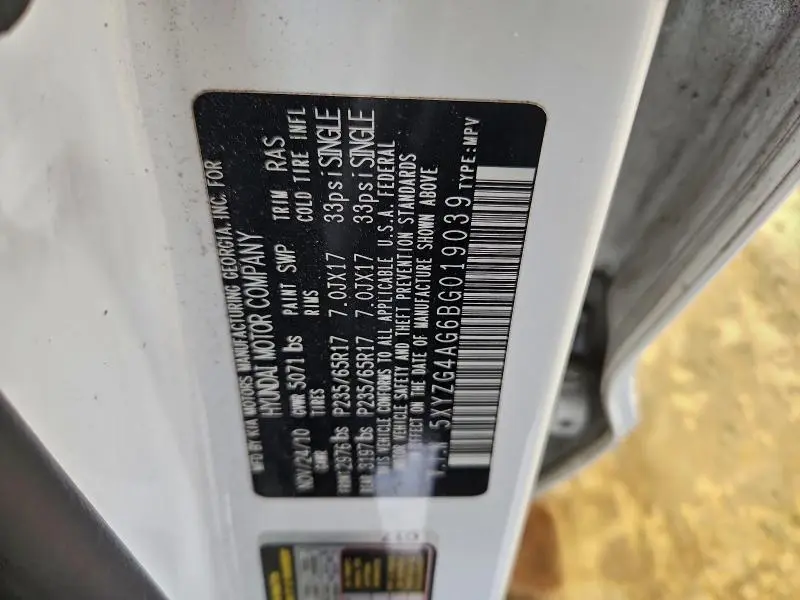 MFD BY KIA MOTORS MANUFACTURING GEORGIA, INC. FOR
HYUNDAI MOTOR COMPANY
NOV/24/10 GVWR 5071 lbs PAINT SWP TRIM RAS
GAWR TIRES RIMS COLD TIRE INFL
FRONT 2976 lbs P235/65R17 7.0JX17 33psi SINGLE
REAR 3197 lbs P235/65R17 7.0JX17 33psi SINGLE
THIS VEHICLE CONFORMS TO ALL APPLICABLE U.S.A. FEDERAL
MOTOR VEHICLE SAFETY AND THEFT PREVENTION STANDARDS
IN EFFECT ON THE DATE OF MANUFACTURE SHOWN ABOVE
V.I.N 5XYZG4AG6BG019039 TYPE:MPV